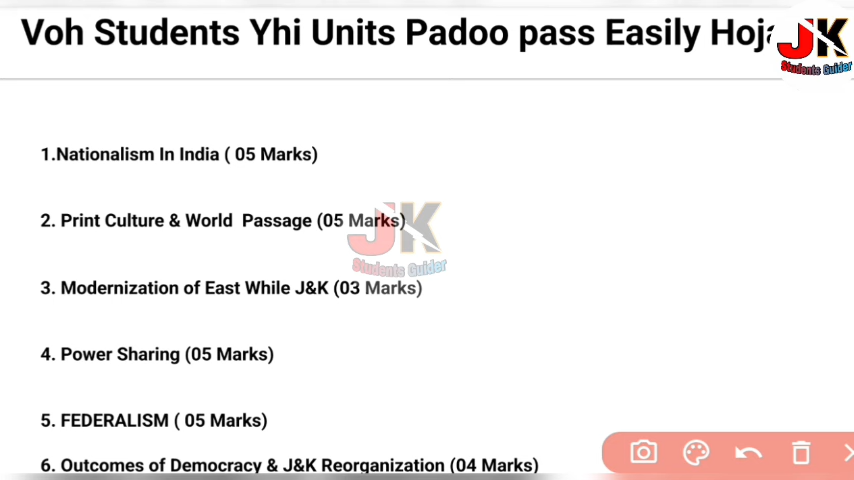 Voh Students Yhi Units Padoo pass Easily
JK
Students Guider
1.Nationalism In India ( 05 Marks)
2. Print Culture & World Passage (05 Marks)
JK
Students Guider
3. Modernization of East While J&K (03 Marks)
4. Power Sharing (05 Marks)
5. FEDERALISM ( 05 Marks)
6. Outcomes of Democracy & J&K Reorganization (04 Marks)